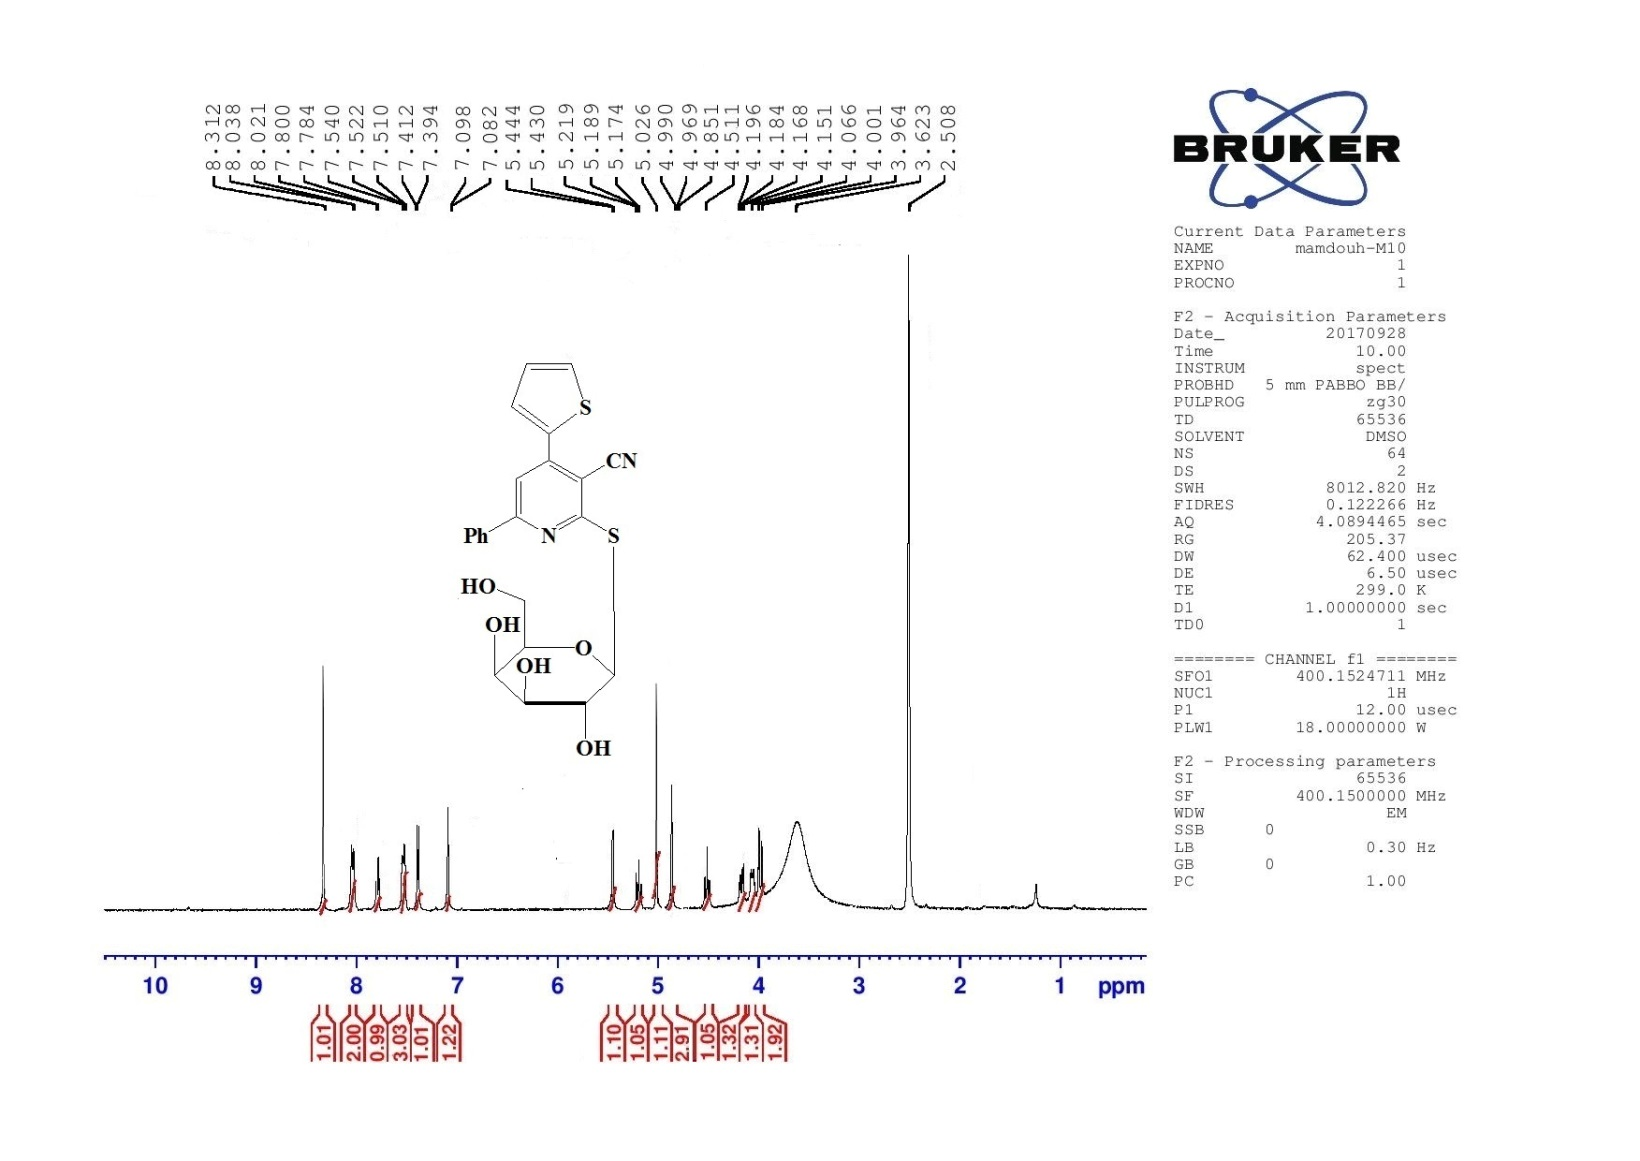 8.312
8.038
8.021
7.800
7.784
7.540
7.522
7.510
7.412
7.394
7.098
7.082
5.444
5.430
5.219
5.189
5.174
5.026
4.990
4.969
4.851
4.511
4.196
4.184
4.168
4.151
4.066
4.001
3.964
3.623
2.508
BRUKER
Current Data Parameters
NAME mamdouh-M10
EXPNO 1
PROCNO 1
F2 - Acquisition Parameters
Date_ 20170928
Time 10.00
INSTRUM spect
PROBHD 5 mm PABBO BB/
PULPROG zg30
TD 65536
SOLVENT DMSO
NS 64
DS 2
SWH 8012.820 Hz
FIDRES 0.122266 Hz
AQ 4.0894465 sec
RG 205.37
DW 62.400 usec
DE 6.50 usec
TE 299.0 K
D1 1.00000000 sec
TD0 1
======== CHANNEL f1 ========
SFO1 400.1524711 MHz
NUC1 1H
P1 12.00 usec
PLW1 18.00000000 W
F2 - Processing parameters
SI 65536
SF 400.1500000 MHz
WDW EM
SSB 0
LB 0.30 Hz
GB 0
PC 1.00
S
CN
Ph N S
HO
OH
O
OH
OH
10 9 8 7 6 5 4 3 2 1 ppm
1.01
2.00
0.99
3.03
1.01
1.22
1.10
1.05
1.11
2.91
1.05
1.32
1.31
1.92